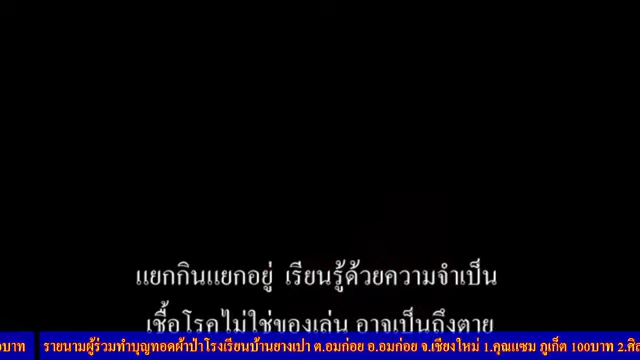 แยกกินแยกอยู่ เรียนรู้ด้วยความจำเป็น
เชื้อโรคไม่ใช่ของเล่น อาจเป็นถึงตาย
บาท รายนามผู้ร่วมทำบุญทอดผ้าป่าโรงเรียนบ้านยางเปา ต.อมก๋อย อ.อมก๋อย จ.เชียงใหม่ 1.คุณแซม ภูเก็ต 100บาท 2.